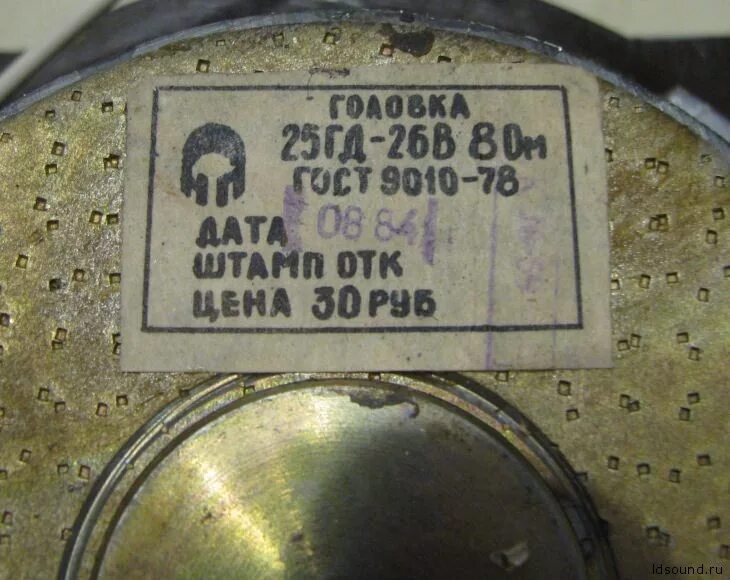 ГОЛОВКА
25ГД-26В 8 Ом
ГОСТ 9010-78
ДАТА 08 84
ШТАМП ОТК
ЦЕНА 30 РУБ
ldsound.ru